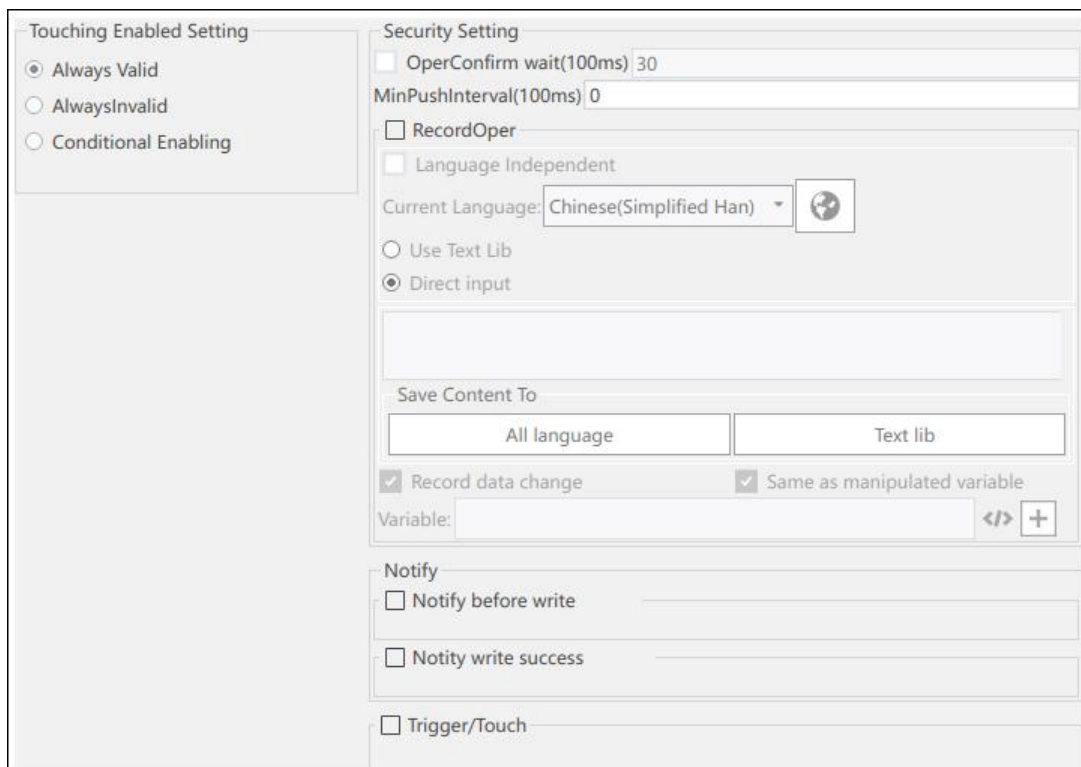 Touching Enabled Setting
Always Valid
AlwaysInvalid
Conditional Enabling
Security Setting
OperConfirm wait(100ms) 30
MinPushInterval(100ms) 0
RecordOper
Language Independent
Current Language: Chinese(Simplified Han)
Use Text Lib
Direct input
Save Content To
All language Text lib
Record data change Same as manipulated variable
Variable: </> +
Notify
Notify before write
Notity write success
Trigger/Touch